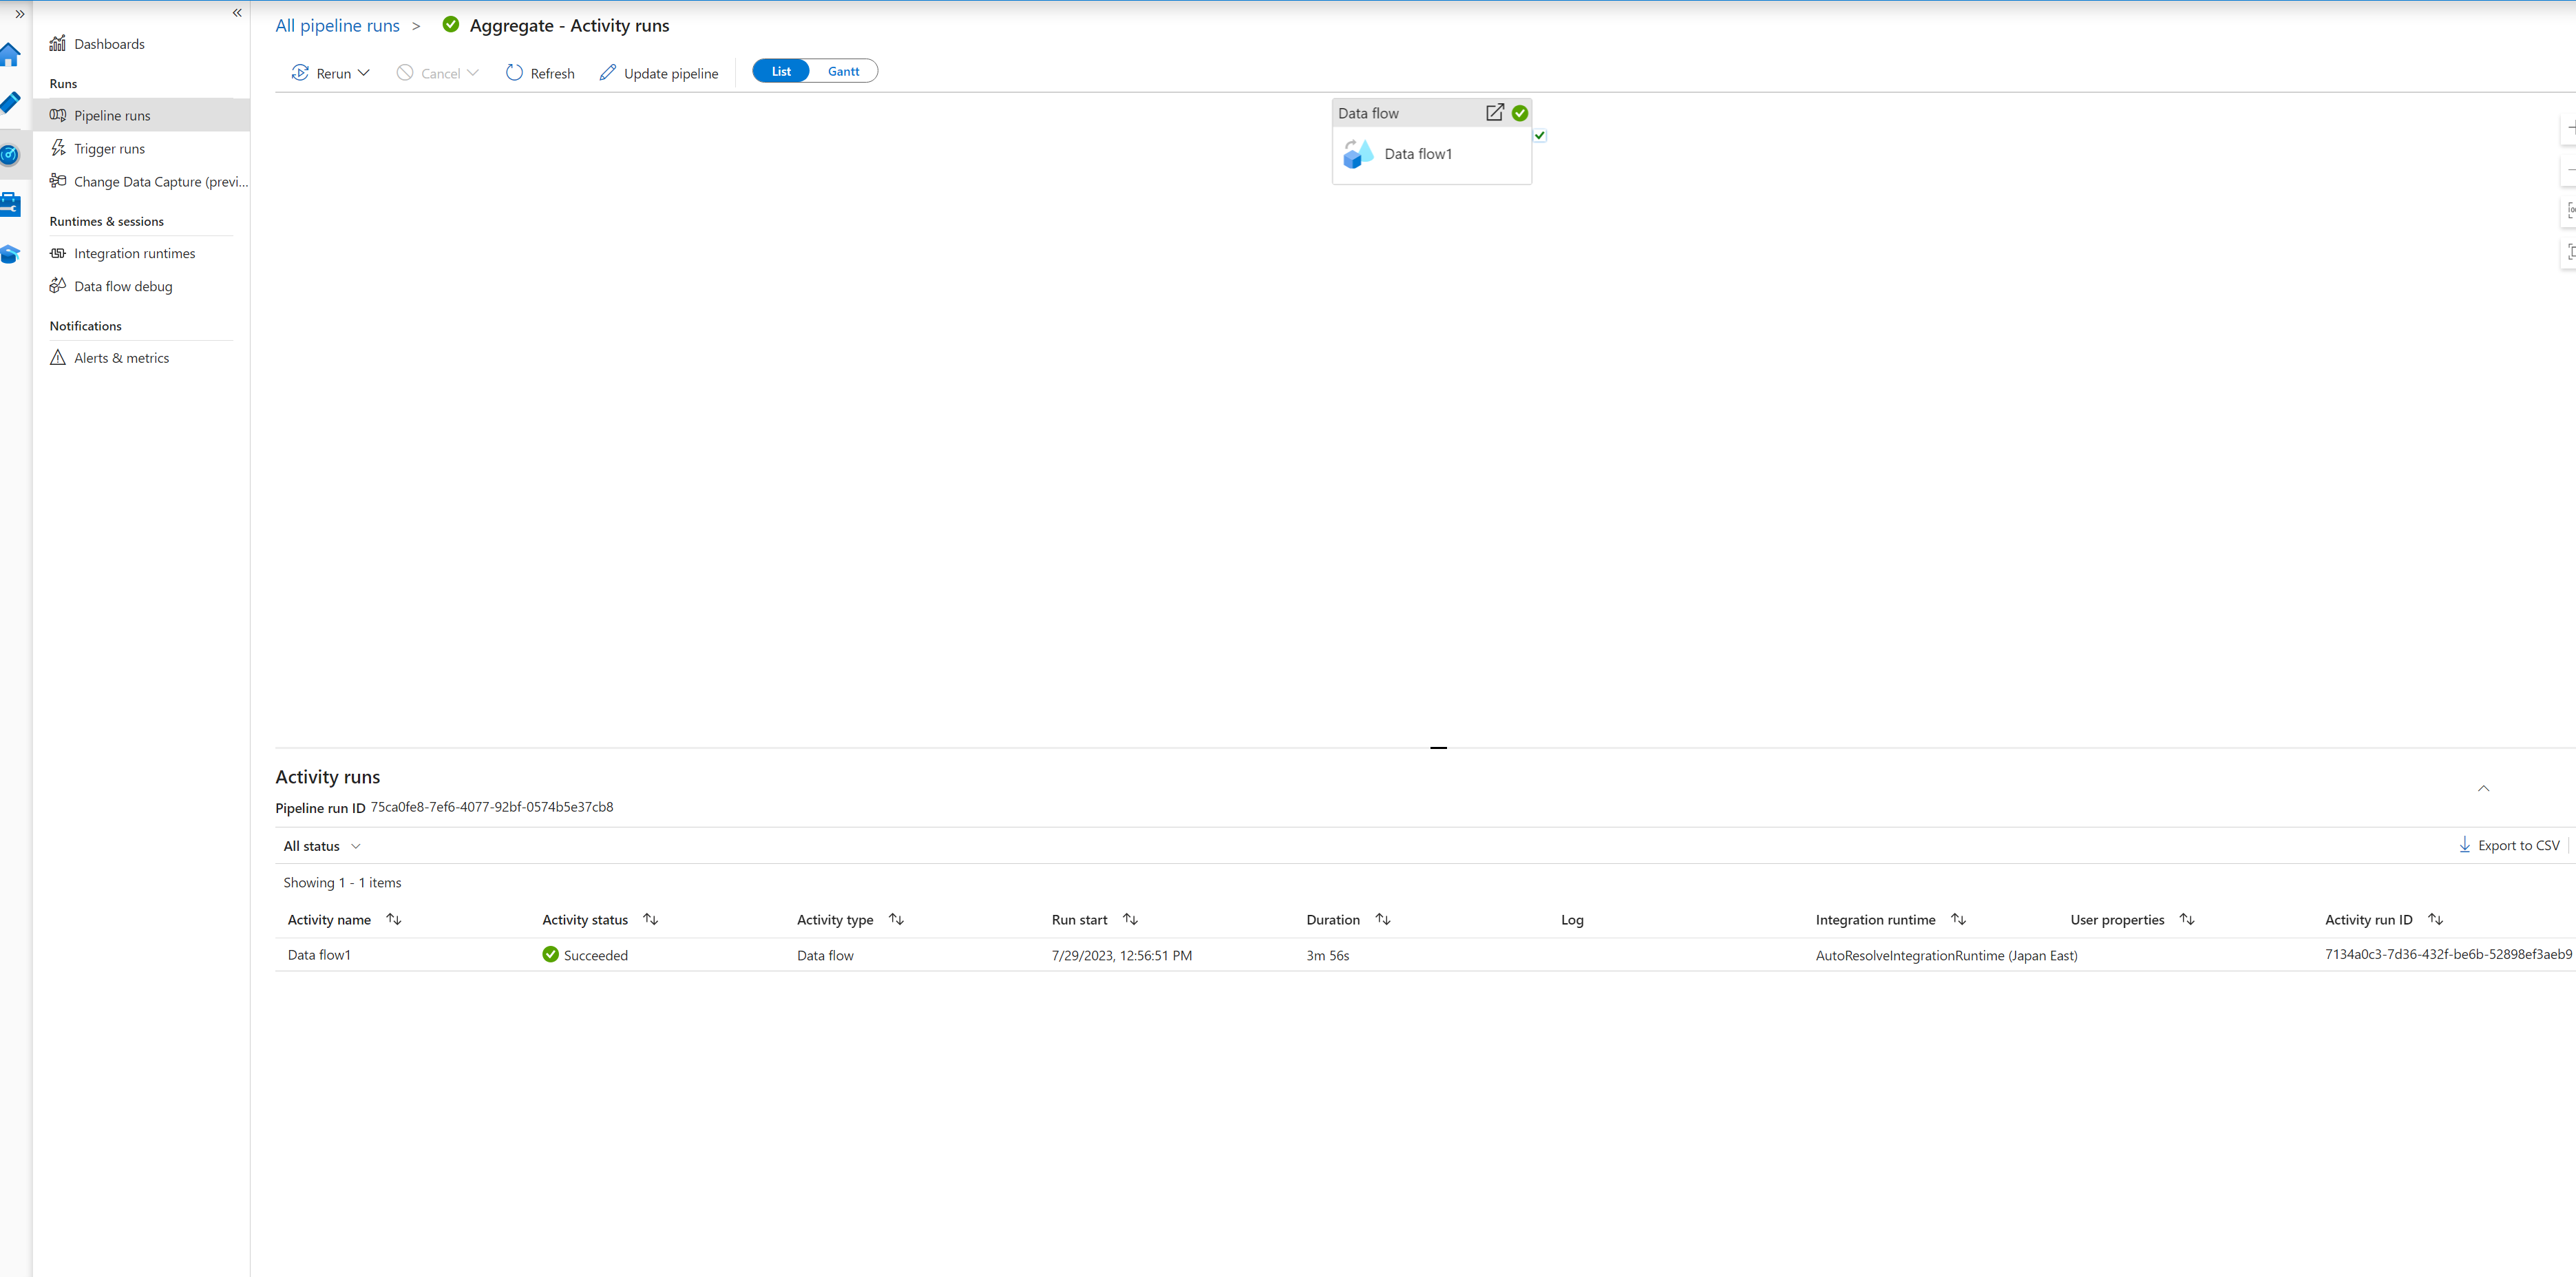 All pipeline runs > Aggregate - Activity runs
Dashboards
Runs
Pipeline runs
Trigger runs
Change Data Capture (previ...
Runtimes & sessions
Integration runtimes
Data flow debug
Notifications
Alerts & metrics
Rerun Cancel Refresh Update pipeline List Gantt
Data flow
Data flow1
Activity runs
Pipeline run ID 75ca0fe8-7ef6-4077-92bf-0574b5e37cb8
All status Export to CSV
Showing 1 - 1 items
Activity name Activity status Activity type Run start Duration Log Integration runtime User properties Activity run ID
Data flow1 Succeeded Data flow 7/29/2023, 12:56:51 PM 3m 56s AutoResolveIntegrationRuntime (Japan East) 7134a0c3-7d36-432f-be6b-52898ef3aeb9